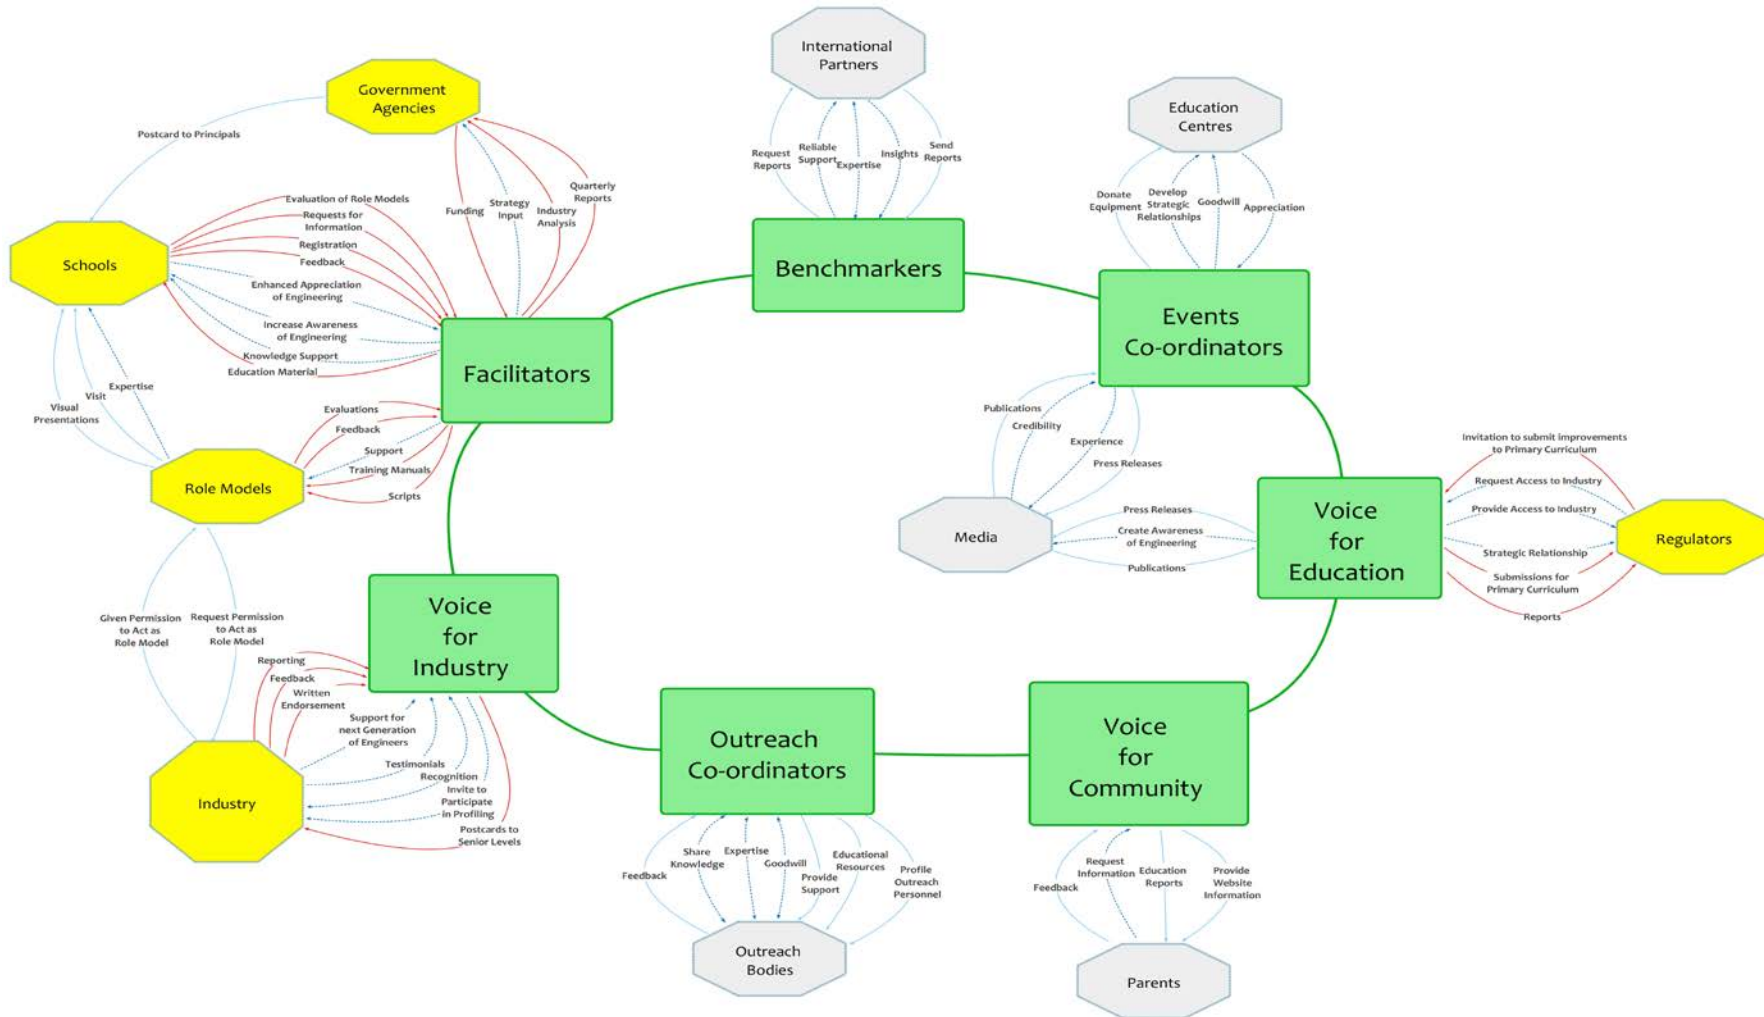 International
Partners
Government
Agencies
Education
Centres
Postcard to Principals
Request
Reports
Reliable
Support
Expertise
Insights
Send
Reports
Evaluation of Role Models
Requests for
Information
Registration
Feedback
Enhanced Appreciation
of Engineering
Increase Awareness
of Engineering
Knowledge Support
Education Material
Funding
Strategy
Input
Industry
Analysis
Quarterly
Reports
Donate
Equipment
Develop
Strategic
Relationships
Goodwill
Appreciation
Schools
Benchmarkers
Events
Co-ordinators
Facilitators
Visual
Presentations
Visit
Expertise
Evaluations
Feedback
Support
Training Manuals
Scripts
Role Models
Publications
Credibility
Experience
Press Releases
Media
Press Releases
Create Awareness
of Engineering
Publications
Voice
for
Education
Invitation to submit improvements
to Primary Curriculum
Request Access to Industry
Provide Access to Industry
Strategic Relationship
Submissions for
Primary Curriculum
Reports
Regulators
Given Permission
to Act as
Role Model
Request Permission
to Act as
Role Model
Voice
for
Industry
Reporting
Feedback
Written
Endorsement
Support for
next Generation
of Engineers
Testimonials
Recognition
Invite to
Participate
in Profiling
Postcards to
Senior Levels
Industry
Outreach
Co-ordinators
Voice
for
Community
Feedback
Share
Knowledge
Expertise
Goodwill
Provide
Support
Educational
Resources
Profile
Outreach
Personnel
Outreach
Bodies
Feedback
Request
Information
Education
Reports
Provide
Website
Information
Parents